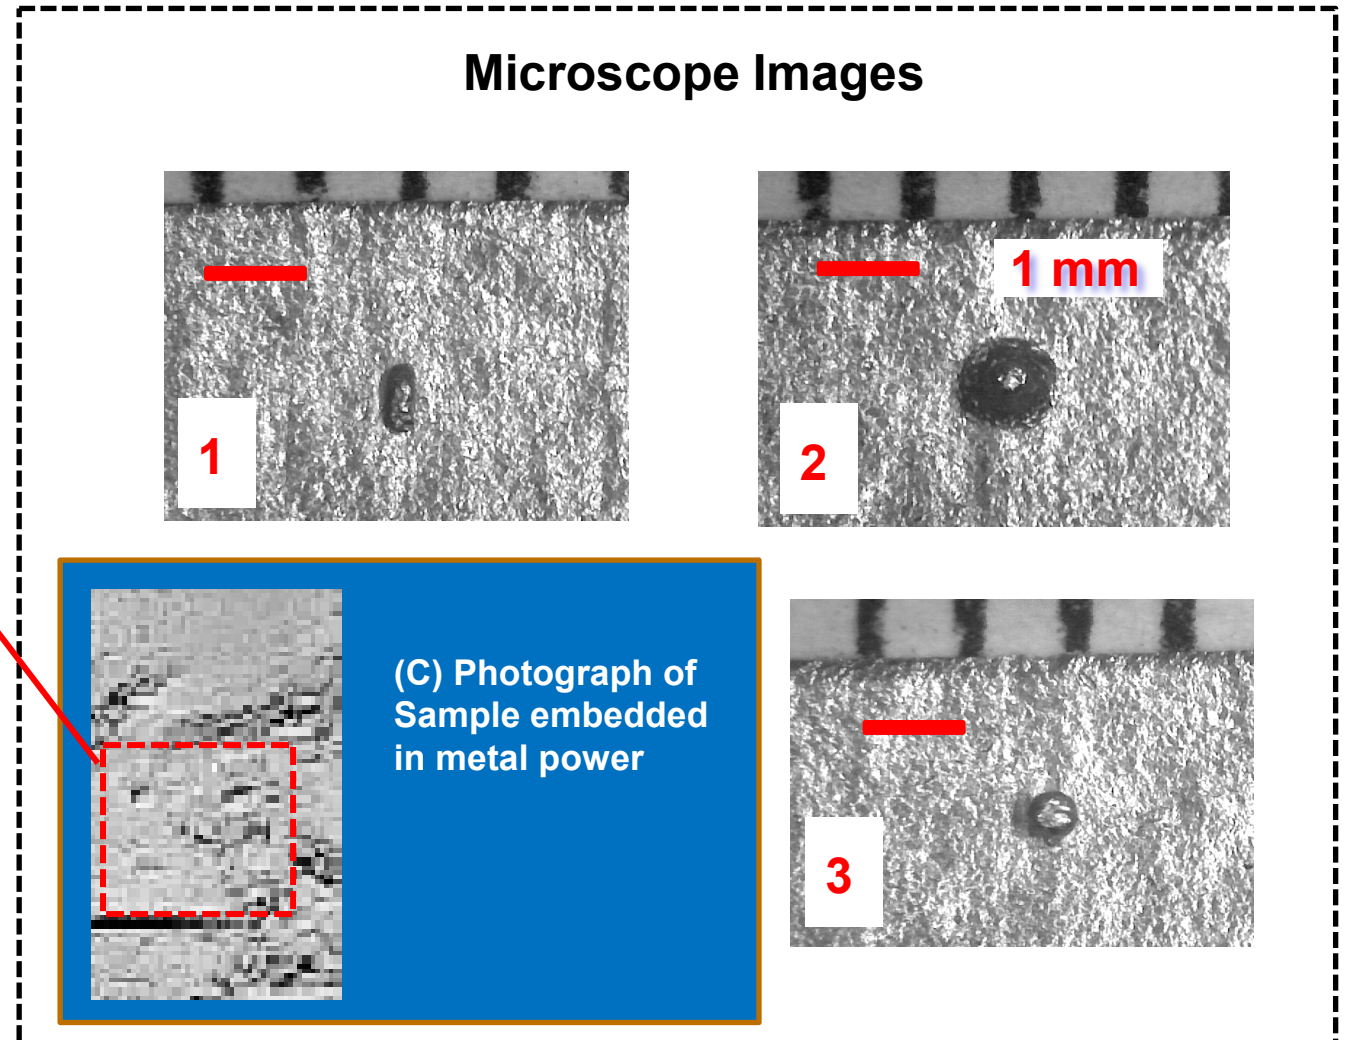 Microscope Images
1
1 mm
2
(C) Photograph of
Sample embedded
in metal power
3